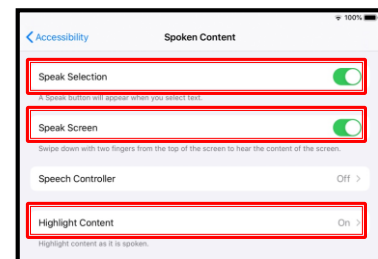 100%
Accessibility
Spoken Content
Speak Selection
A Speak button will appear when you select text.
Speak Screen
Swipe down with two fingers from the top of the screen to hear the content of the screen.
Speech Controller
Off
Highlight Content
On
Highlight content as it is spoken.